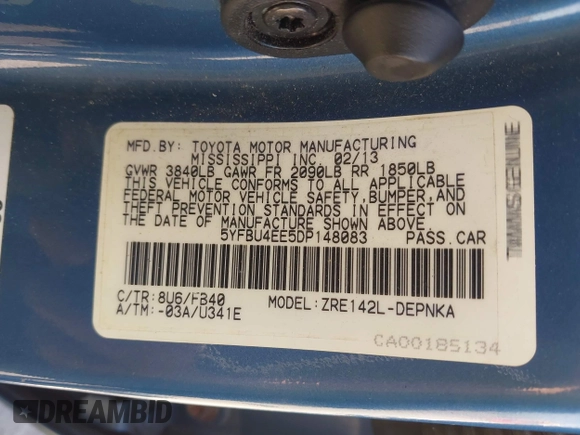 MFD.BY: TOYOTA MOTOR MANUFACTURING
MISSISSIPPI INC. 02/13
GVWR 3840LB GAWR FR 2090LB RR 1850LB
THIS VEHICLE CONFORMS TO ALL APPLICABLE
FEDERAL MOTOR VEHICLE SAFETY, BUMPER, AND
THEFT PREVENTION STANDARDS IN EFFECT ON
THE DATE OF MANUFACTURE SHOWN ABOVE.
5YFBU4EE5DP148083 PASS.CAR
C/TR:8U6/FB40 MODEL:ZRE142L-DEPNKA
A/TM:-03A/U341E
CA00185134
DREAMBID